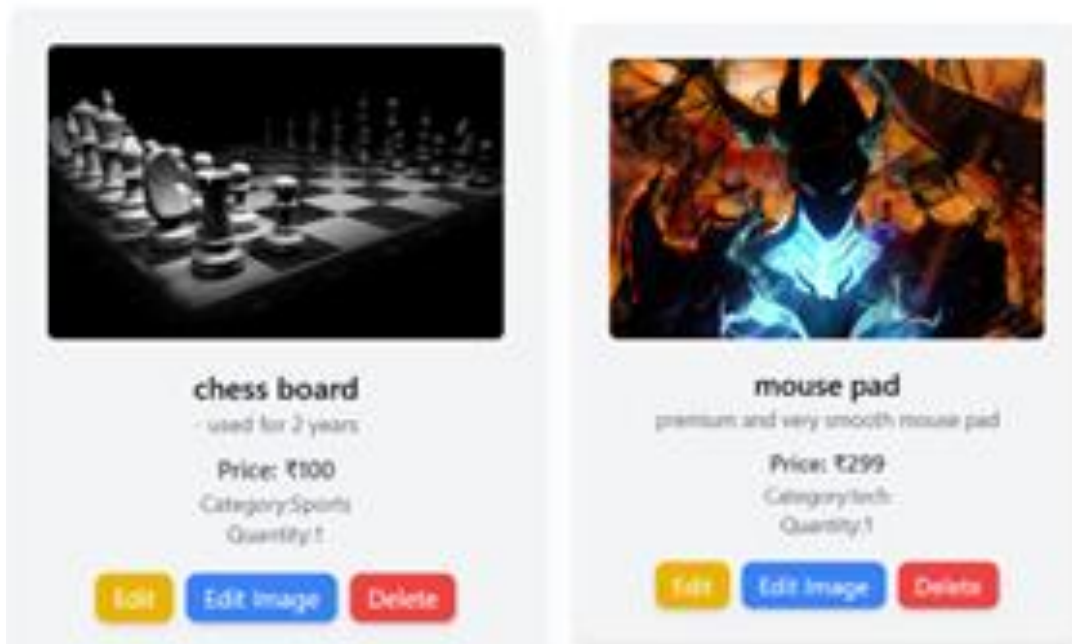 chess board
- used for 2 years
Price: ₹100
Category:Sports
Quantity:1
Edit
Edit Image
Delete
mouse pad
premium and very smooth mouse pad
Price: ₹299
Category:tech
Quantity:1
Edit
Edit Image
Delete